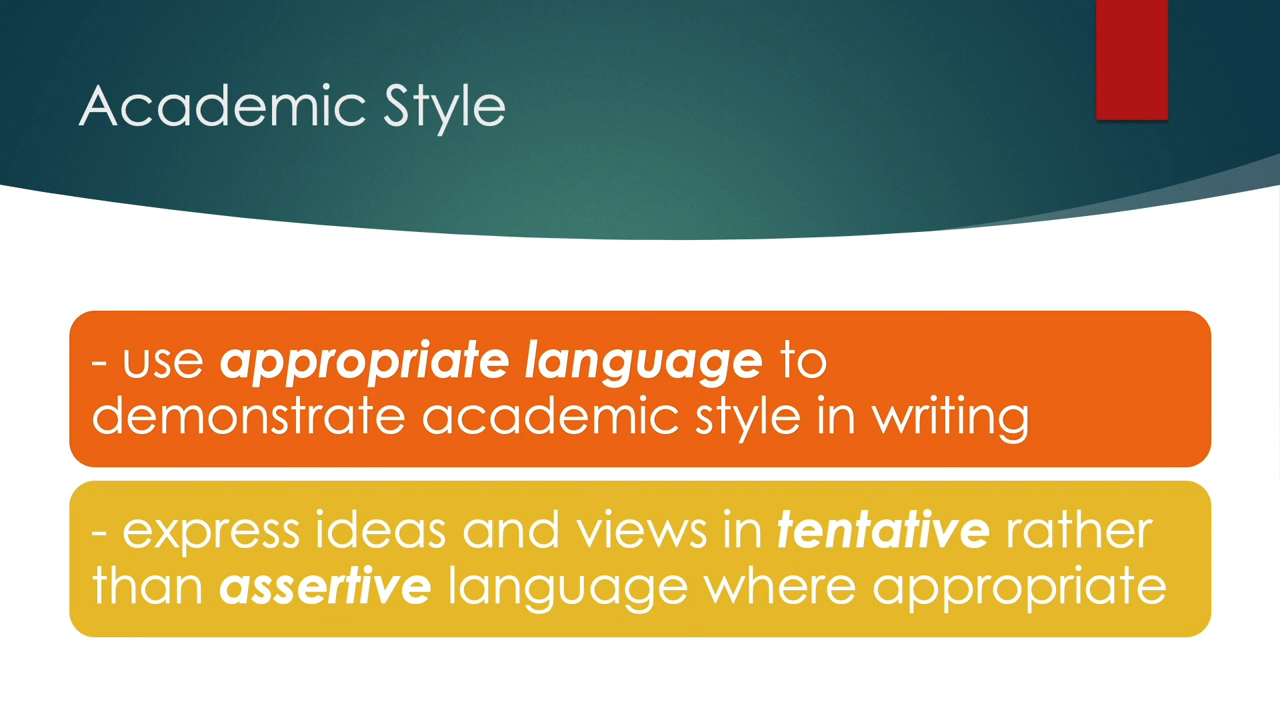 Academic Style
- use appropriate language to
demonstrate academic style in writing
- express ideas and views in tentative rather
than assertive language where appropriate